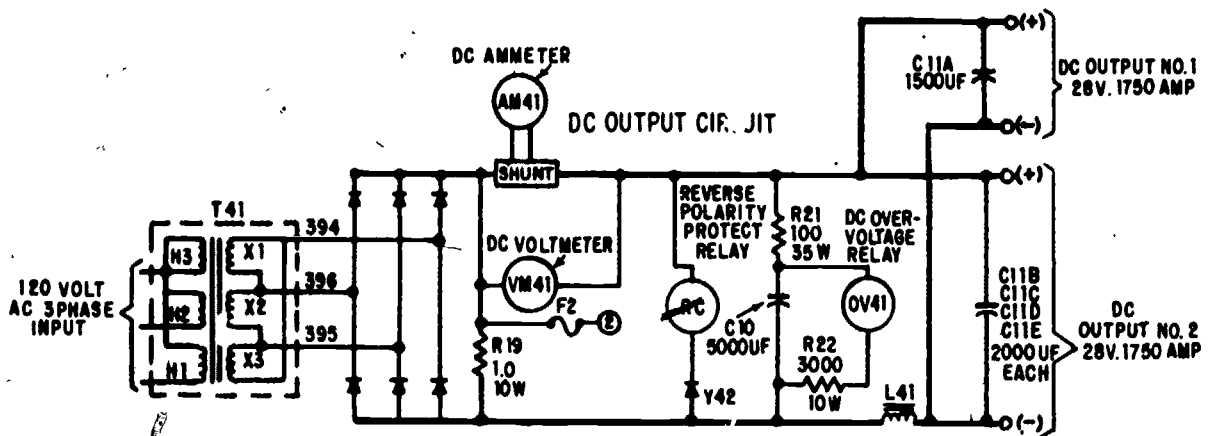 DC AMMETER
AM41
DC OUTPUT CIR. JIT
SHUNT
C11A
1500UF
(+)
(-)
DC OUTPUT NO.1
28V. 1750 AMP
T41
H3
H2
H1
X1
X2
X3
394
396
395
120 VOLT
AC 3PHASE
INPUT
DC VOLTMETER
VM41
F2
2
R19
1.0
10W
REVERSE
POLARITY
PROTECT
RELAY
Y42
R21
100
35W
DC OVER-
VOLTAGE
RELAY
OV41
C10
5000UF
R22
3000
10W
L41
(+)
C11B
C11C
C11D
C11E
2000UF
EACH
(-)
DC
OUTPUT NO. 2
28V. 1750 AMP